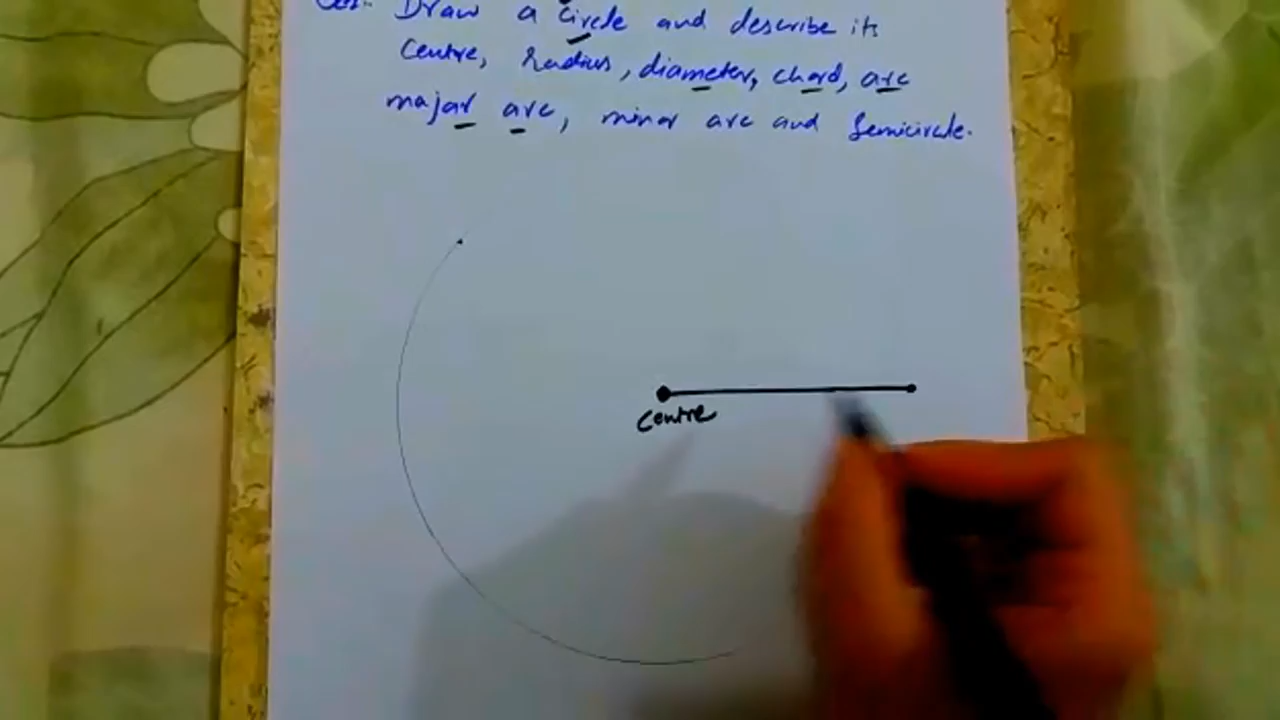 Draw a circle and describe its
Centre, Radius, diameter, chord, arc
major arc, minor arc and Semicircle.
Centre